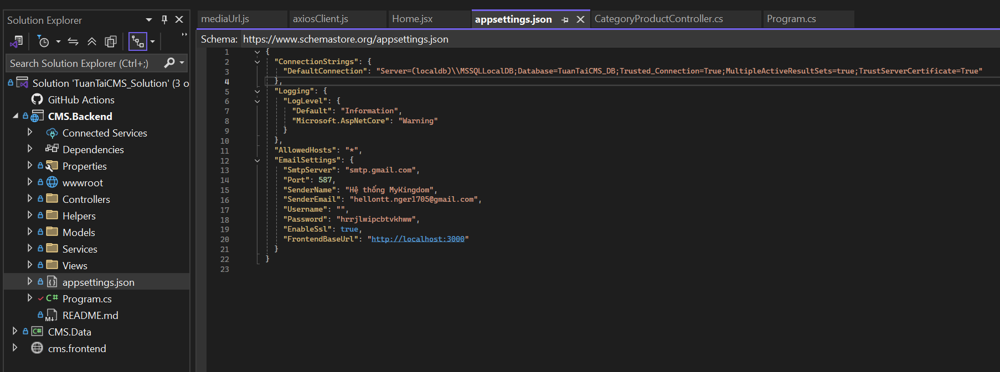 Solution Explorer
Search Solution Explorer (Ctrl+;)
Solution 'TuanTaiCMS_Solution' (3 o
GitHub Actions
CMS.Backend
Connected Services
Dependencies
Properties
wwwroot
Controllers
Helpers
Models
Services
Views
appsettings.json
C# Program.cs
README.md
C# CMS.Data
cms.frontend
mediaUrl.js
axiosClient.js
Home.jsx
appsettings.json
CategoryProductController.cs
Program.cs
Schema: https://www.schemastore.org/appsettings.json
1 {
2 "ConnectionStrings": {
3 "DefaultConnection": "Server=(localdb)\\MSSQLLocalDB;Database=TuanTaiCMS_DB;Trusted_Connection=True;MultipleActiveResultSets=true;TrustServerCertificate=True"
4 },
5 "Logging": {
6 "LogLevel": {
7 "Default": "Information",
8 "Microsoft.AspNetCore": "Warning"
9 }
10 },
11 "AllowedHosts": "*",
12 "EmailSettings": {
13 "SmtpServer": "smtp.gmail.com",
14 "Port": 587,
15 "SenderName": "Hệ thống MyKingdom",
16 "SenderEmail": "hellontt.nger1705@gmail.com",
17 "Username": "",
18 "Password": "hrrjlwipcbtvkhww",
19 "EnableSsl": true,
20 "FrontendBaseUrl": "http://localhost:3000"
21 }
22 }
23